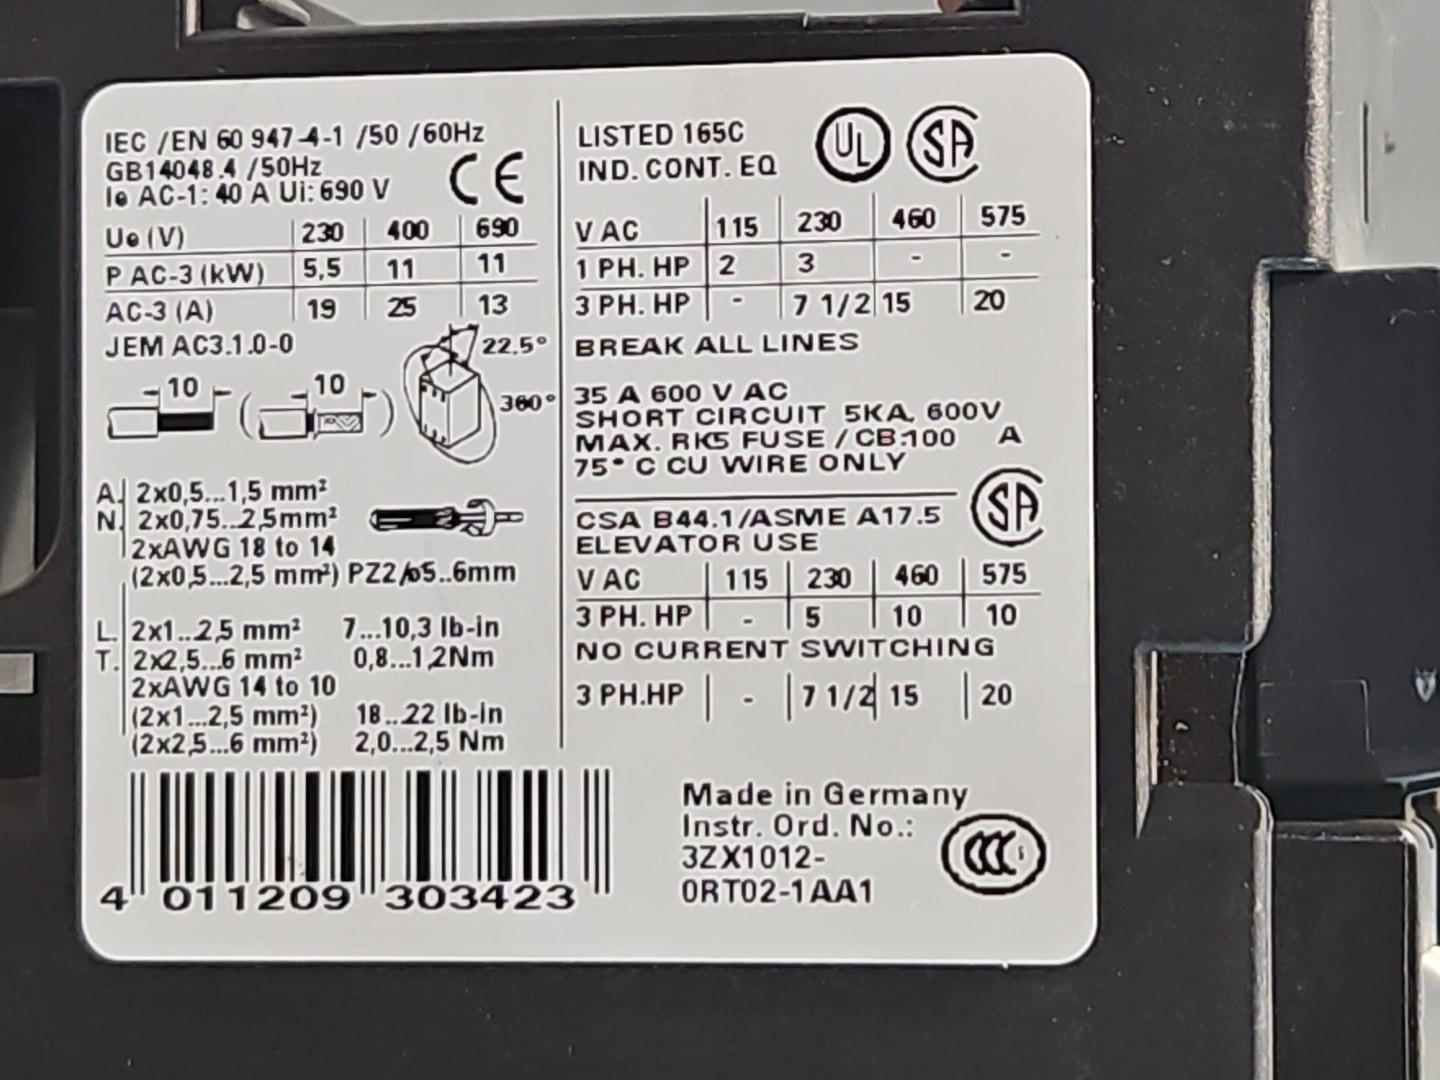 IEC /EN 60 947-4-1 /50 /60Hz
GB14048.4 /50Hz
Ie AC-1: 40 A Ui: 690 V
CE
Ue (V) 230 400 690
P AC-3 (kW) 5,5 11 11
AC-3 (A) 19 25 13
JEM AC3.1.0-0
22.5°
10 ( 10 )
360°
A. 2x0,5...1,5 mm²
N. 2x0,75...2,5mm²
2xAWG 18 to 14
(2x0,5...2,5 mm²) PZ2/ø5..6mm
L. 2x1...2,5 mm² 7...10,3 lb-in
T. 2x2,5...6 mm² 0,8...1,2Nm
2xAWG 14 to 10
(2x1...2,5 mm²) 18...22 lb-in
(2x2,5...6 mm²) 2,0...2,5 Nm
4 011209 303423
LISTED 165C
IND. CONT. EQ
UL SA
V AC 115 230 460 575
1 PH. HP 2 3 - -
3 PH. HP - 7 1/2 15 20
BREAK ALL LINES
35 A 600 V AC
SHORT CIRCUIT 5KA, 600V
MAX. RK5 FUSE / CB:100 A
75° C CU WIRE ONLY
SA
CSA B44.1/ASME A17.5
ELEVATOR USE
V AC 115 230 460 575
3 PH. HP - 5 10 10
NO CURRENT SWITCHING
3 PH.HP - 7 1/2 15 20
Made in Germany
Instr. Ord. No.:
3ZX1012-
0RT02-1AA1
CCC